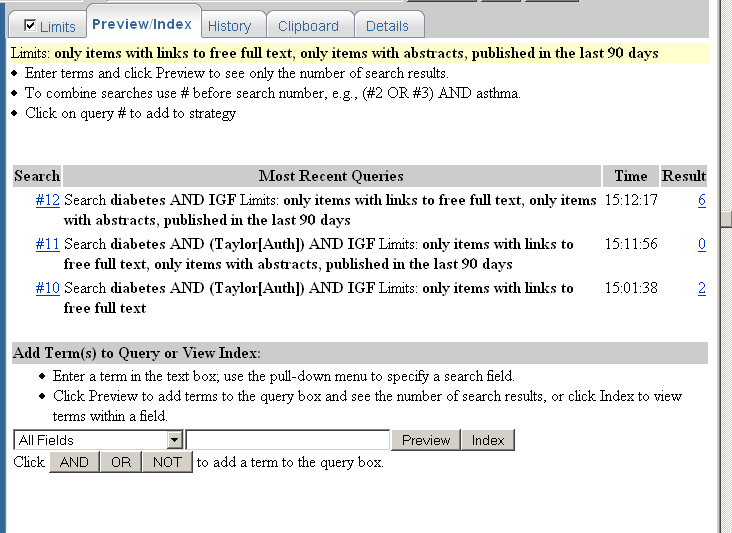 Limits Preview/Index History Clipboard Details
Limits: only items with links to free full text, only items with abstracts, published in the last 90 days
Enter terms and click Preview to see only the number of search results.
To combine searches use # before search number, e.g., (#2 OR #3) AND asthma.
Click on query # to add to strategy
Search Most Recent Queries Time Result
#12 Search diabetes AND IGF Limits: only items with links to free full text, only items 15:12:17 6
with abstracts, published in the last 90 days
#11 Search diabetes AND (Taylor[Auth]) AND IGF Limits: only items with links to 15:11:56 0
free full text, only items with abstracts, published in the last 90 days
#10 Search diabetes AND (Taylor[Auth]) AND IGF Limits: only items with links to 15:01:38 2
free full text
Add Term(s) to Query or View Index:
Enter a term in the text box; use the pull-down menu to specify a search field.
Click Preview to add terms to the query box and see the number of search results, or click Index to view
terms within a field.
All Fields Preview Index
Click AND OR NOT to add a term to the query box.